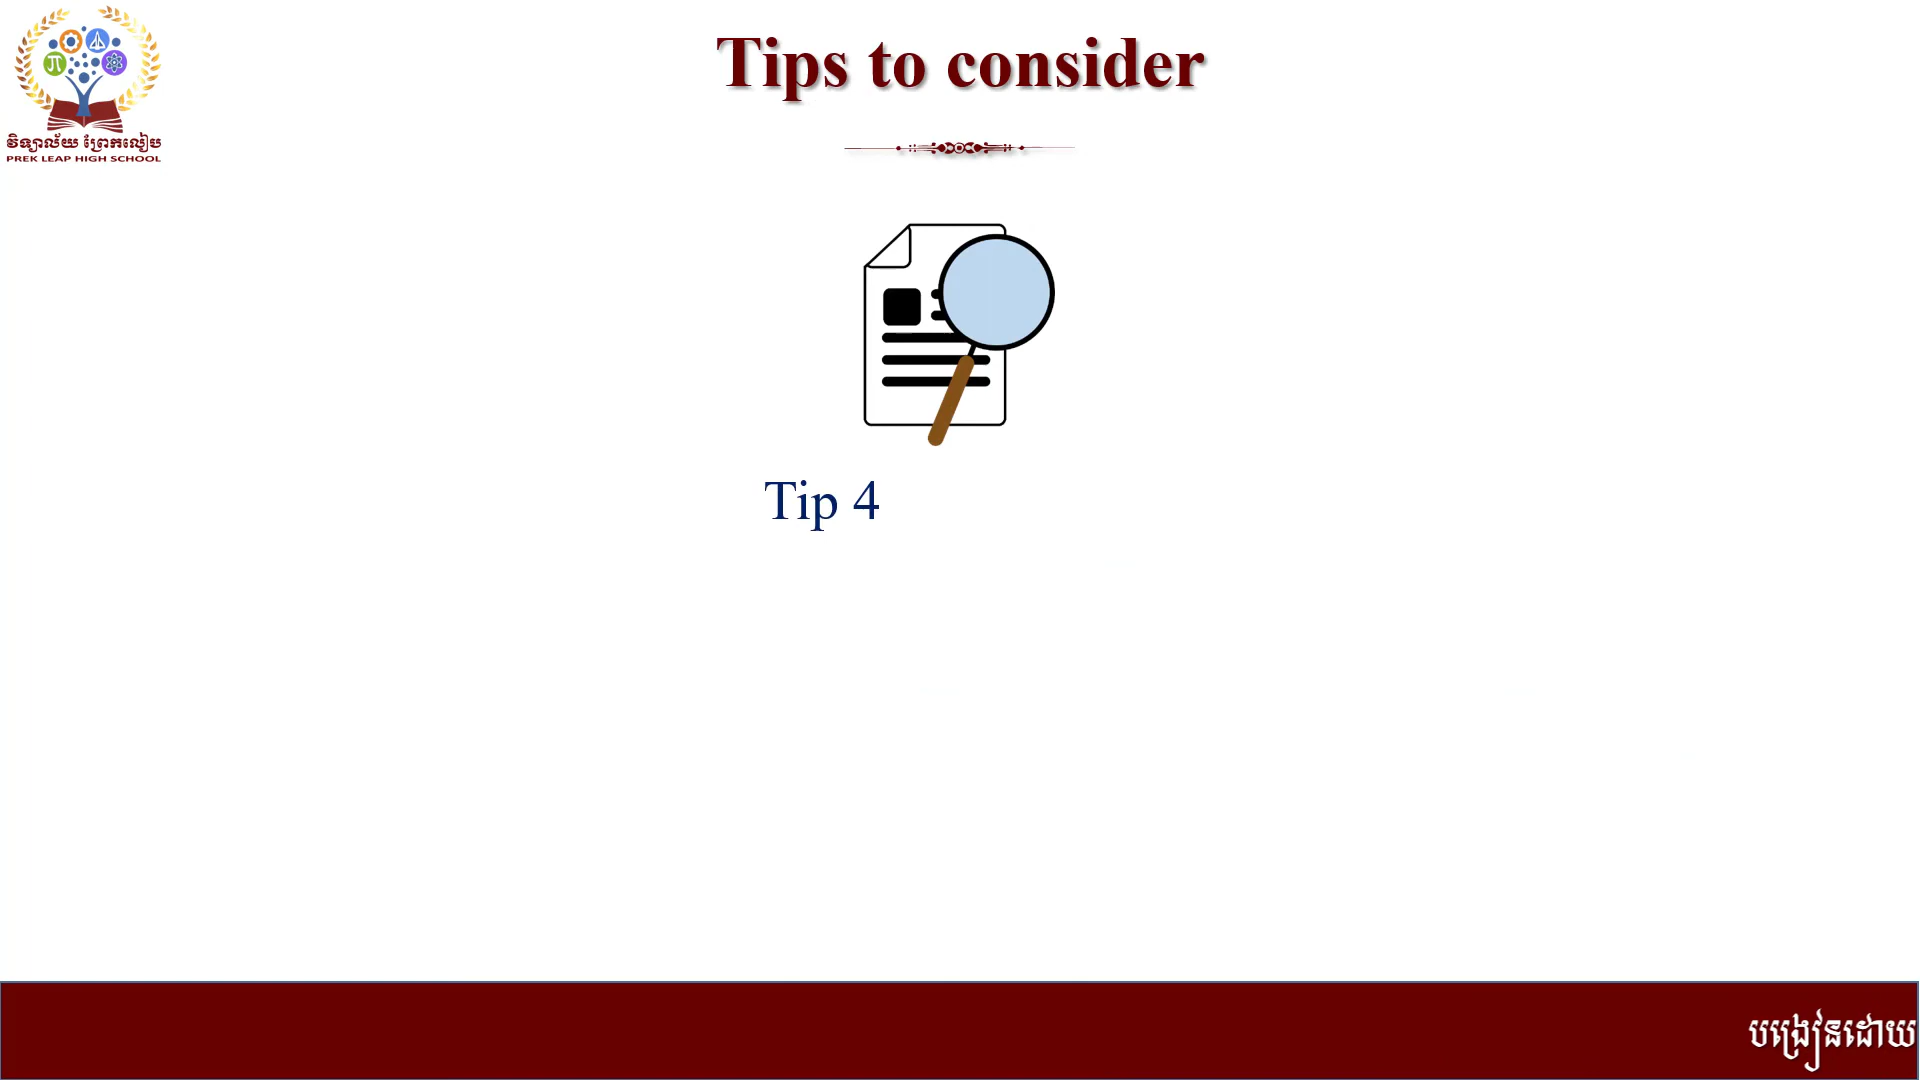 Tips to consider
វិទ្យាល័យ ព្រែកលៀប
PREK LEAP HIGH SCHOOL
Tip 4
បង្រៀនដោយ